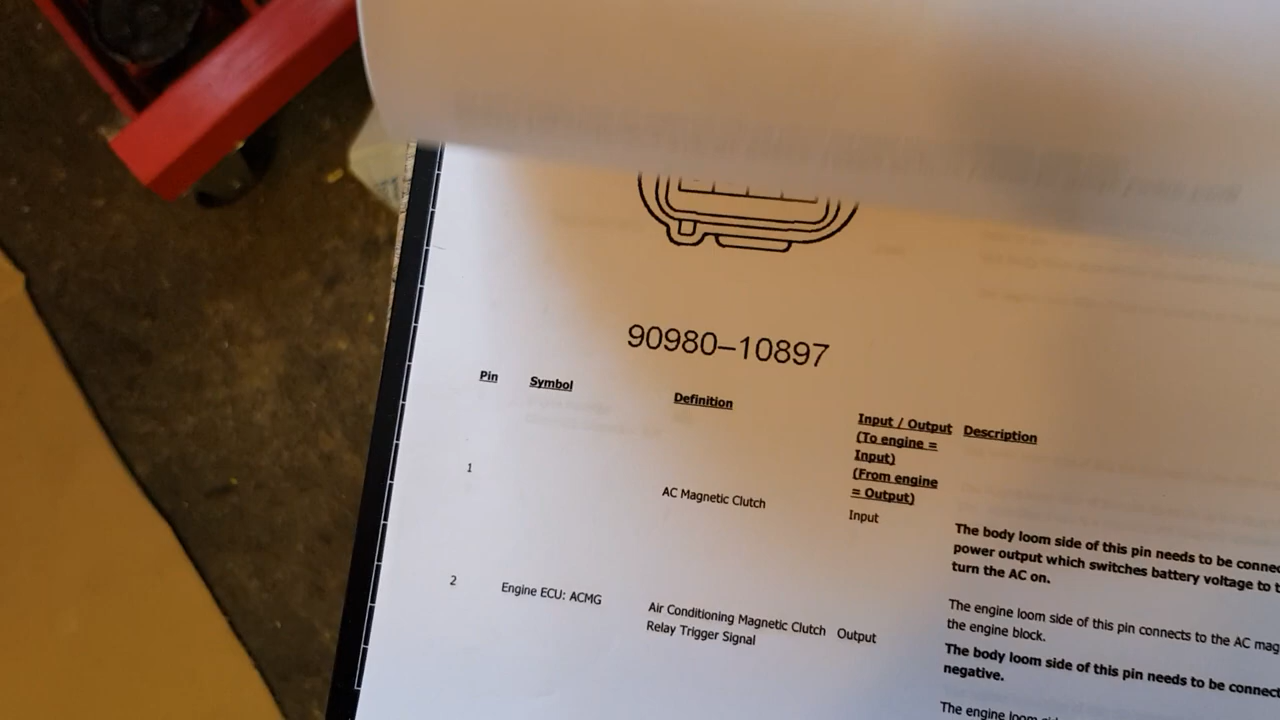 90980–10897
Pin Symbol Definition Input / Output Description
(To engine =
Input)
(From engine
= Output)
1 AC Magnetic Clutch Input
The body loom side of this pin needs to be connec
power output which switches battery voltage to t
turn the AC on.
The engine loom side of this pin connects to the AC mag
the engine block.
2 Engine ECU: ACMG Air Conditioning Magnetic Clutch Output
Relay Trigger Signal
The body loom side of this pin needs to be connect
negative.
The engine loom side